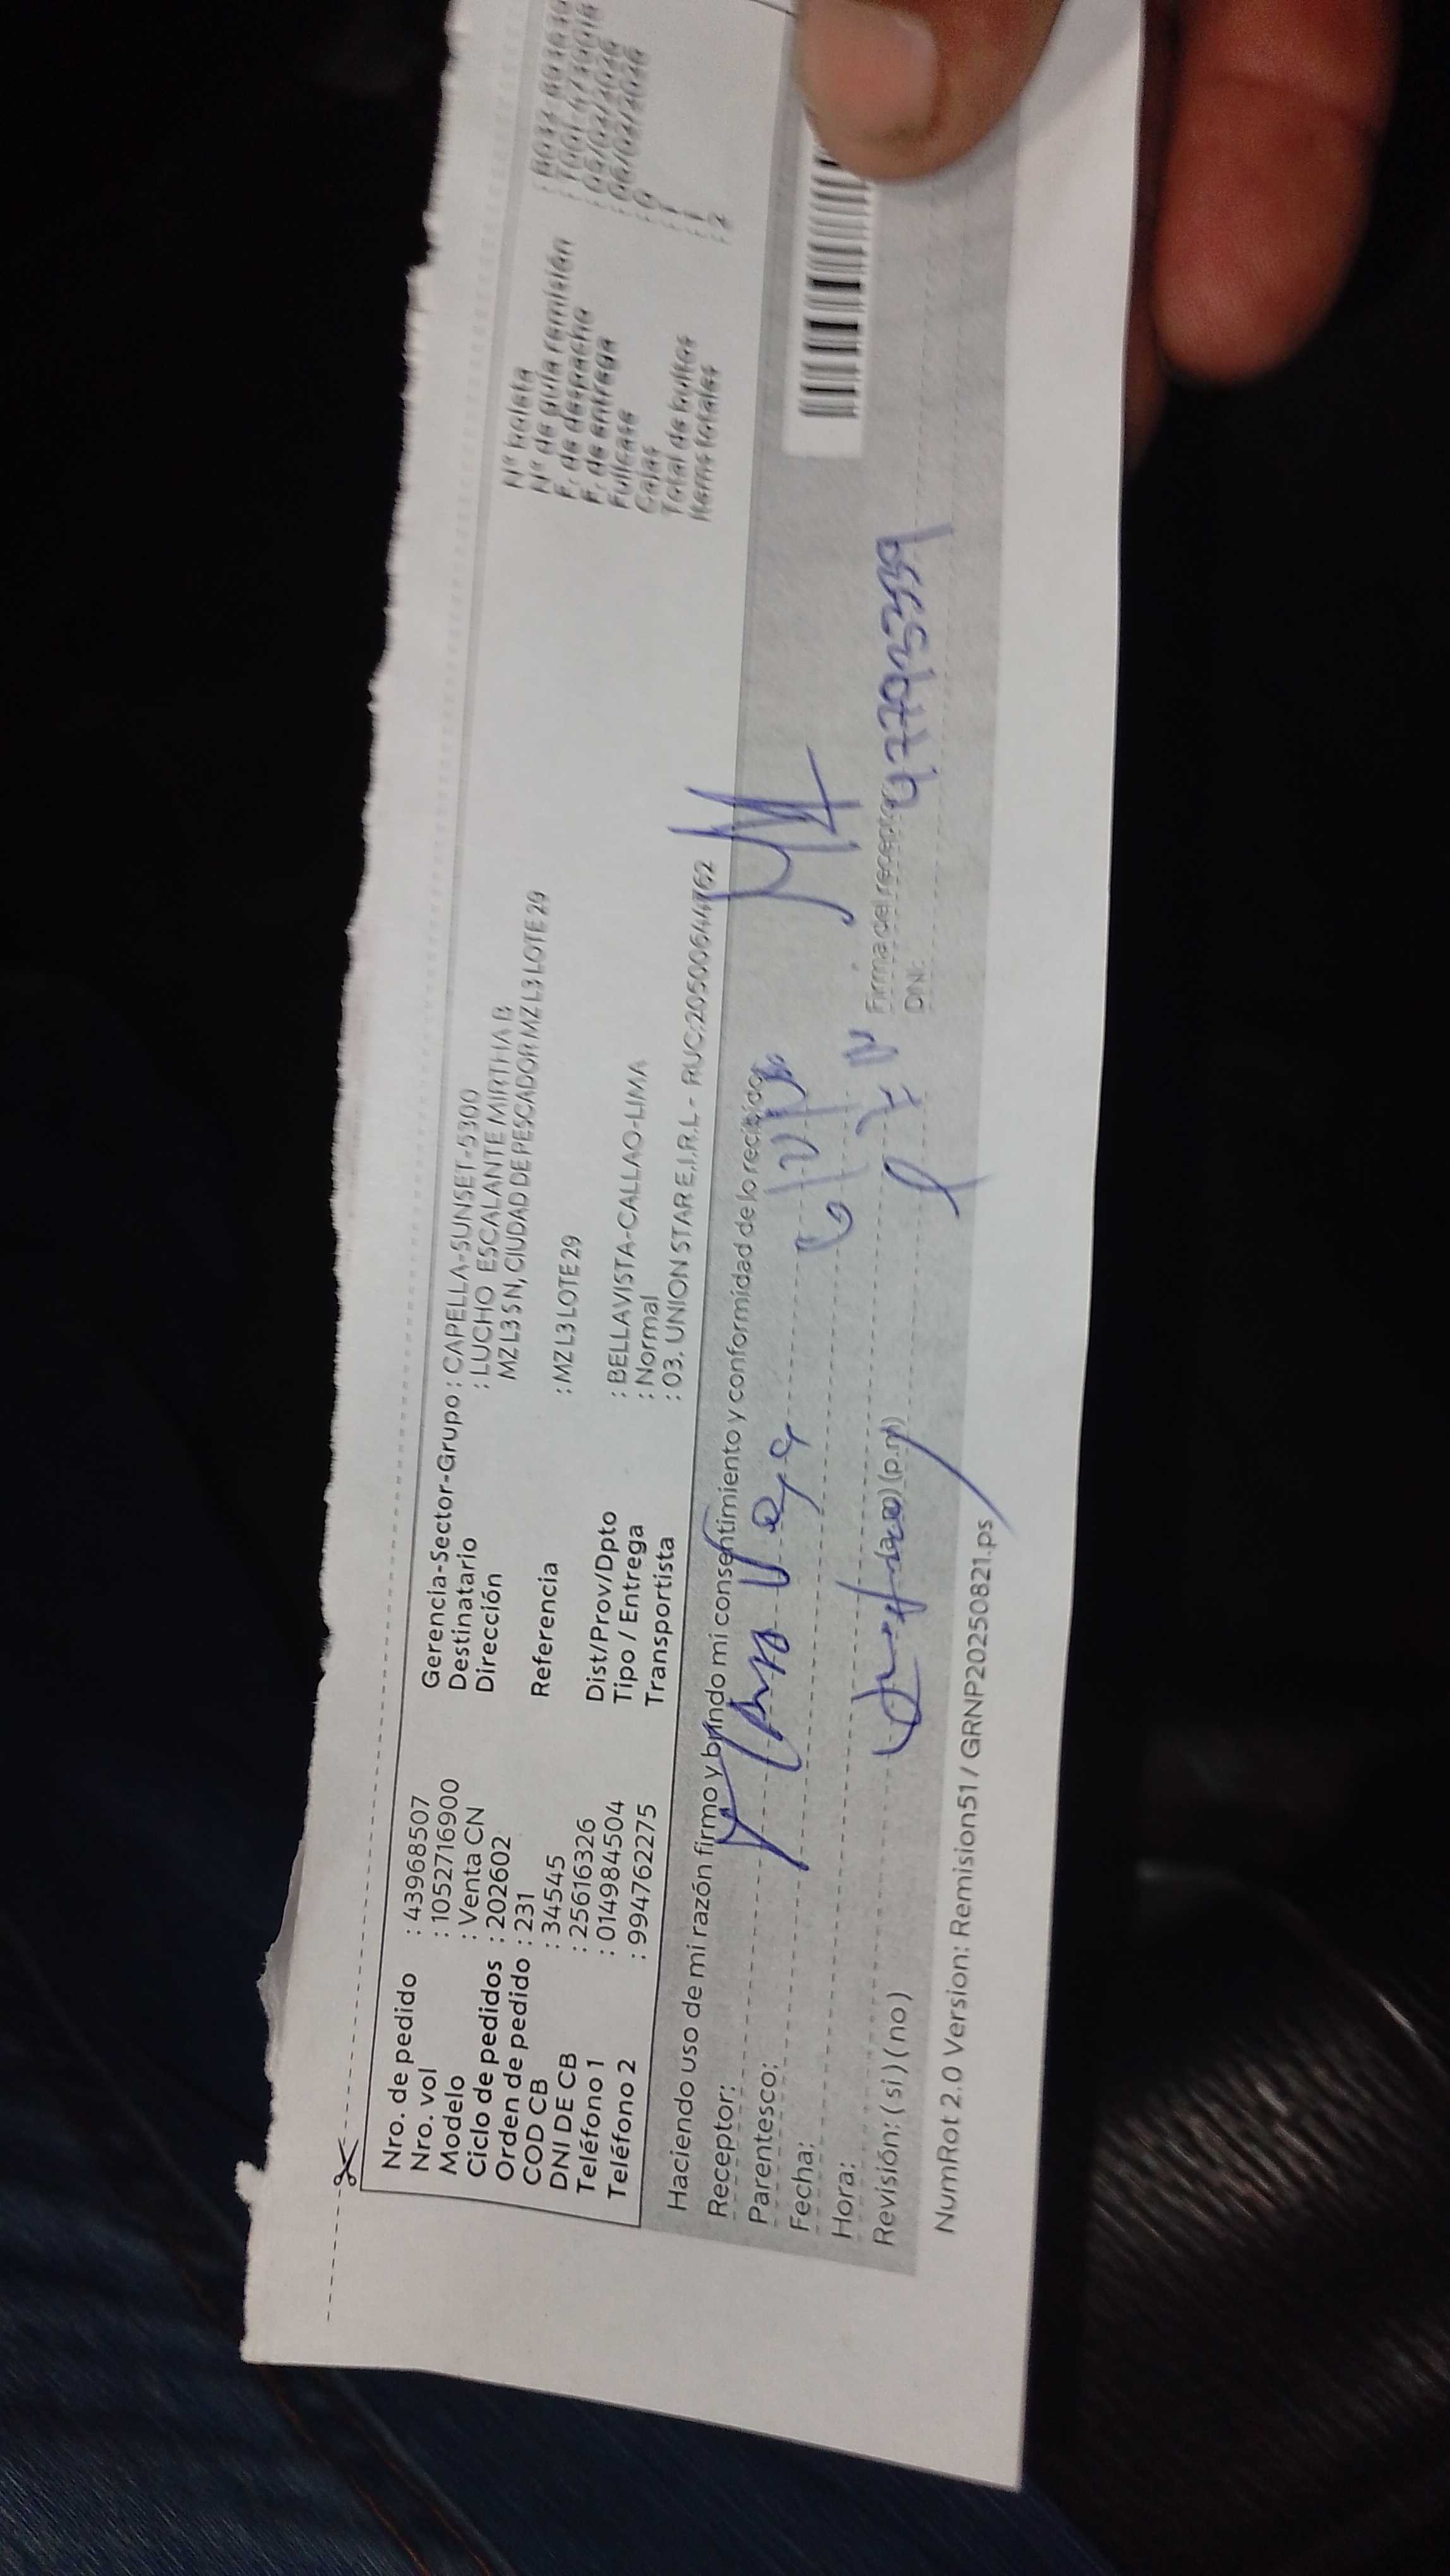 Nro. de pedido : 43968507
Nro. vol : 1052716900
Modelo : Venta CN
Ciclo de pedidos : 202602
Orden de pedido : 231
COD CB : 34545
DNI DE CB : 25616326
Teléfono 1 : 014984504
Teléfono 2 : 994762275
Gerencia-Sector-Grupo : CAPELLA-SUNSET-5300
Destinatario : LUCHO ESCALANTE MIRTHA B
Dirección MZ L3 S N, CIUDAD DE PESCADOR MZ L3 LOTE 29
Referencia : MZ L3 LOTE 29
Dist/Prov/Dpto : BELLAVISTA-CALLAO-LIMA
Tipo / Entrega : Normal
Transportista : 03. UNION STAR E.I.R.L - RUC:20500644762
N° boleta
N° de guía remisión
F. de despacho
F. de entrega
Fullcase
Cajas
Total de bultos
Items totales : 2
Haciendo uso de mi razón firmo y brindo mi consentimiento y conformidad de lo recibido
Receptor:
Parentesco:
Fecha:
Hora: (p.m)
Revisión: (si) (no)
Firma del receptor
DNI:
NumRot 2.0 Version: Remision51 / GRNP20250821.ps